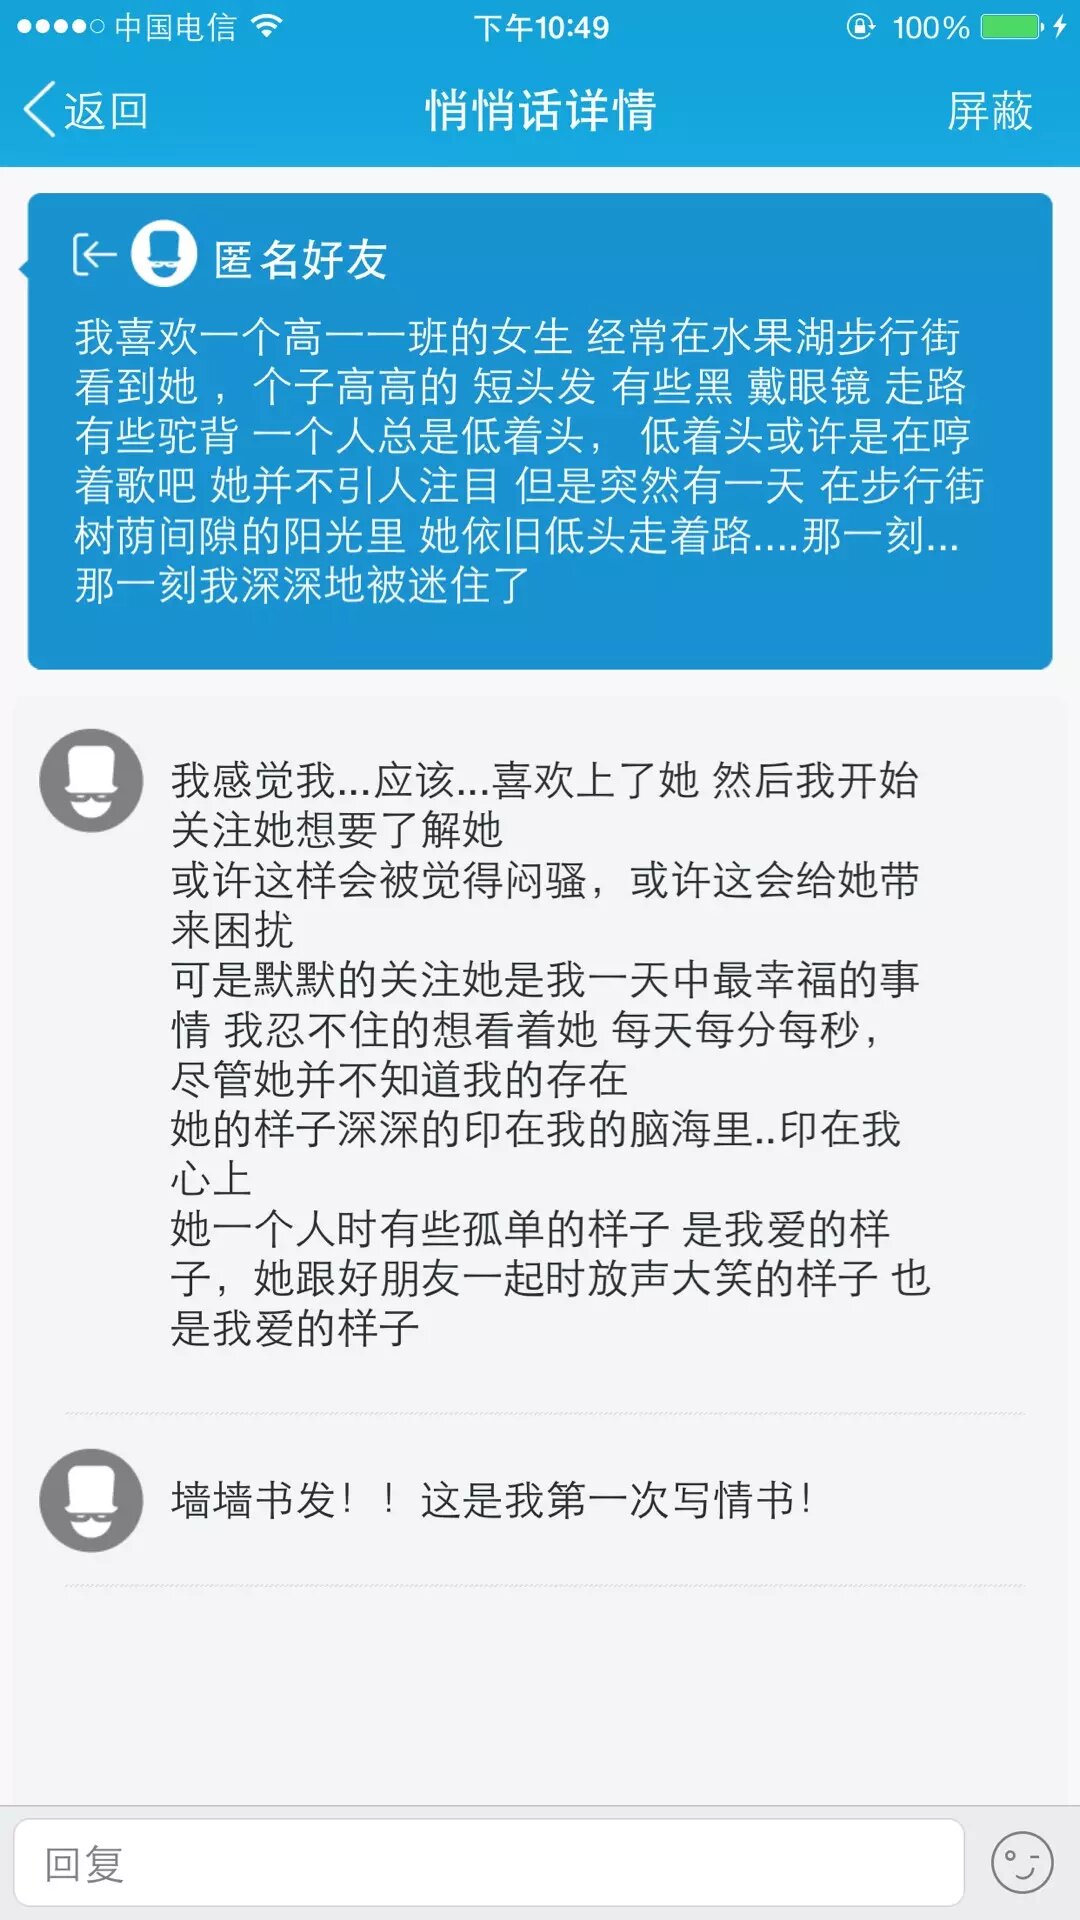 中国电信 下午10:49 100%
返回 悄悄话详情 屏蔽
匿名好友
我喜欢一个高一一班的女生 经常在水果湖步行街
看到她 ，个子高高的 短头发 有些黑 戴眼镜 走路
有些驼背 一个人总是低着头， 低着头或许是在哼
着歌吧 她并不引人注目 但是突然有一天 在步行街
树荫间隙的阳光里 她依旧低头走着路....那一刻...
那一刻我深深地被迷住了
我感觉我...应该...喜欢上了她 然后我开始
关注她想要了解她
或许这样会被觉得闷骚，或许这会给她带
来困扰
可是默默的关注她是我一天中最幸福的事
情 我忍不住的想看着她 每天每分每秒，
尽管她并不知道我的存在
她的样子深深的印在我的脑海里..印在我
心上
她一个人时有些孤单的样子 是我爱的样
子，她跟好朋友一起时放声大笑的样子 也
是我爱的样子
墙墙书发！！这是我第一次写情书！
回复